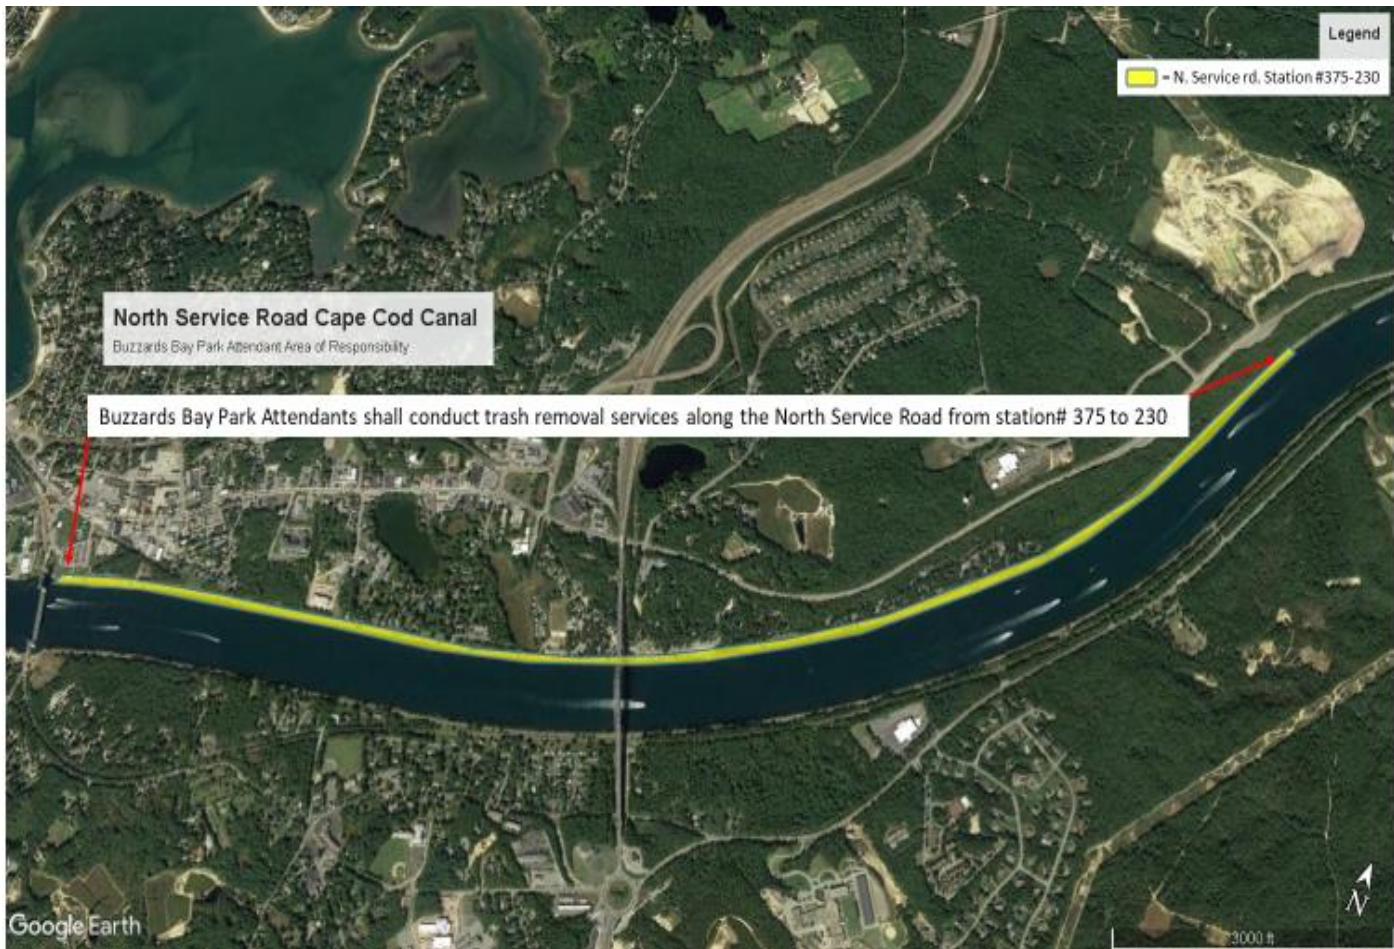 Legend
= N. Service rd. Station #375-230
North Service Road Cape Cod Canal
Buzzards Bay Park Attendant Area of Responsibility
Buzzards Bay Park Attendants shall conduct trash removal services along the North Service Road from station# 375 to 230
N
Google Earth
3000 ft